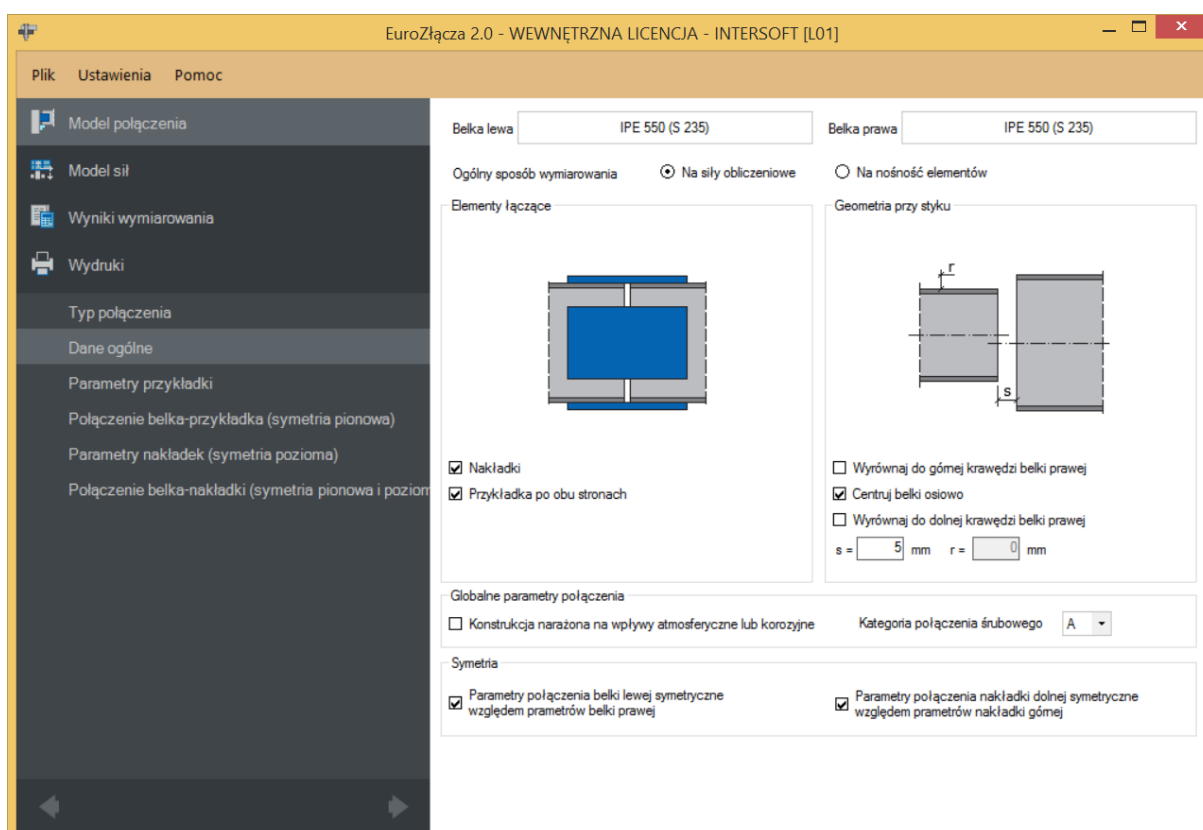 EuroZłącza 2.0 - WEWNĘTRZNA LICENCJA - INTERSOFT [L01]
Plik Ustawienia Pomoc
Model połączenia
Model sił
Wyniki wymiarowania
Wydruki
Typ połączenia
Dane ogólne
Parametry przykładki
Połączenie belka-przykładka (symetria pionowa)
Parametry nakładek (symetria pozioma)
Połączenie belka-nakładki (symetria pionowa i poziom
Belka lewa IPE 550 (S 235) Belka prawa IPE 550 (S 235)
Ogólny sposób wymiarowania Na siły obliczeniowe Na nośność elementów
Elementy łączące
Nakładki
Przykładka po obu stronach
Geometria przy styku
r
s
Wyrównaj do górnej krawędzi belki prawej
Centruj belki osiowo
Wyrównaj do dolnej krawędzi belki prawej
s = 5 mm r = 0 mm
Globalne parametry połączenia
Konstrukcja narażona na wpływy atmosferyczne lub korozyjne Kategoria połączenia śrubowego A
Symetria
Parametry połączenia belki lewej symetryczne
względem prametrów belki prawej
Parametry połączenia nakładki dolnej symetryczne
względem prametrów nakładki górnej